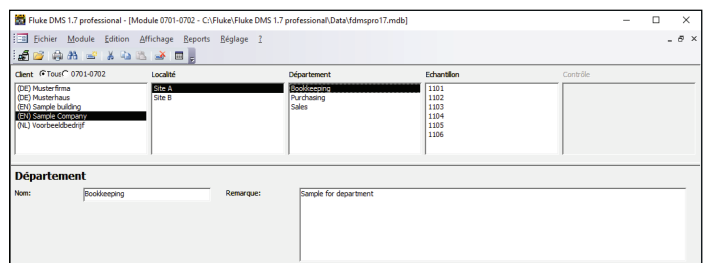 Fluke DMS 1.7 professional - [Module 0701-0702 - C:\Fluke\Fluke DMS 1.7 professional\Data\fdmspro17.mdb]
Fichier Module Edition Affichage Reports Réglage ?
Client Tous 0701-0702 Localité Département Echantillon Contrôle
(DE) Musterfirma Site A Bookkeeping 1101
(DE) Musterhaus Site B Purchasing 1102
(EN) Sample building Sales 1103
(EN) Sample Company 1104
(NL) Voorbeeldbedrijf 1105
1106
Département
Nom: Bookkeeping Remarque: Sample for department